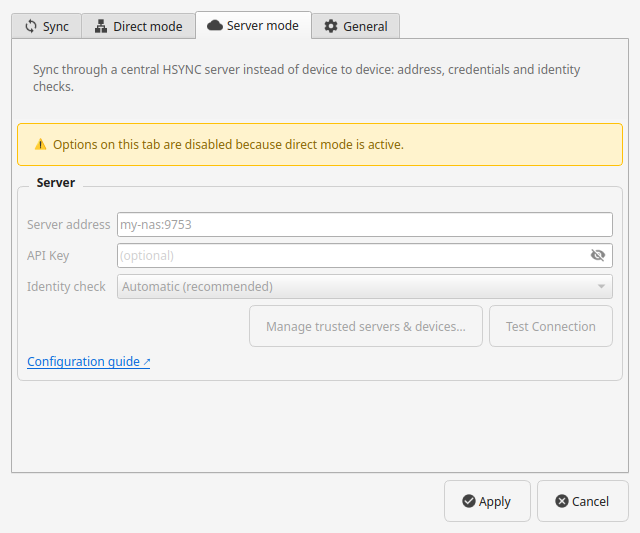 Sync
Direct mode
Server mode
General
Sync through a central HSYNC server instead of device to device: address, credentials and identity
checks.
Options on this tab are disabled because direct mode is active.
Server
Server address
my-nas:9753
API Key
(optional)
Identity check
Automatic (recommended)
Manage trusted servers & devices...
Test Connection
Configuration guide ↗
Apply
Cancel